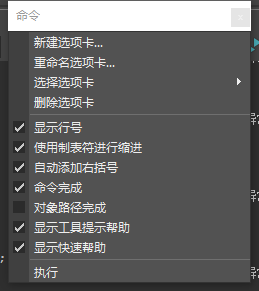 命令
新建选项卡...
重命名选项卡...
选择选项卡
删除选项卡
显示行号
使用制表符进行缩进
自动添加右括号
命令完成
对象路径完成
显示工具提示帮助
显示快速帮助
执行